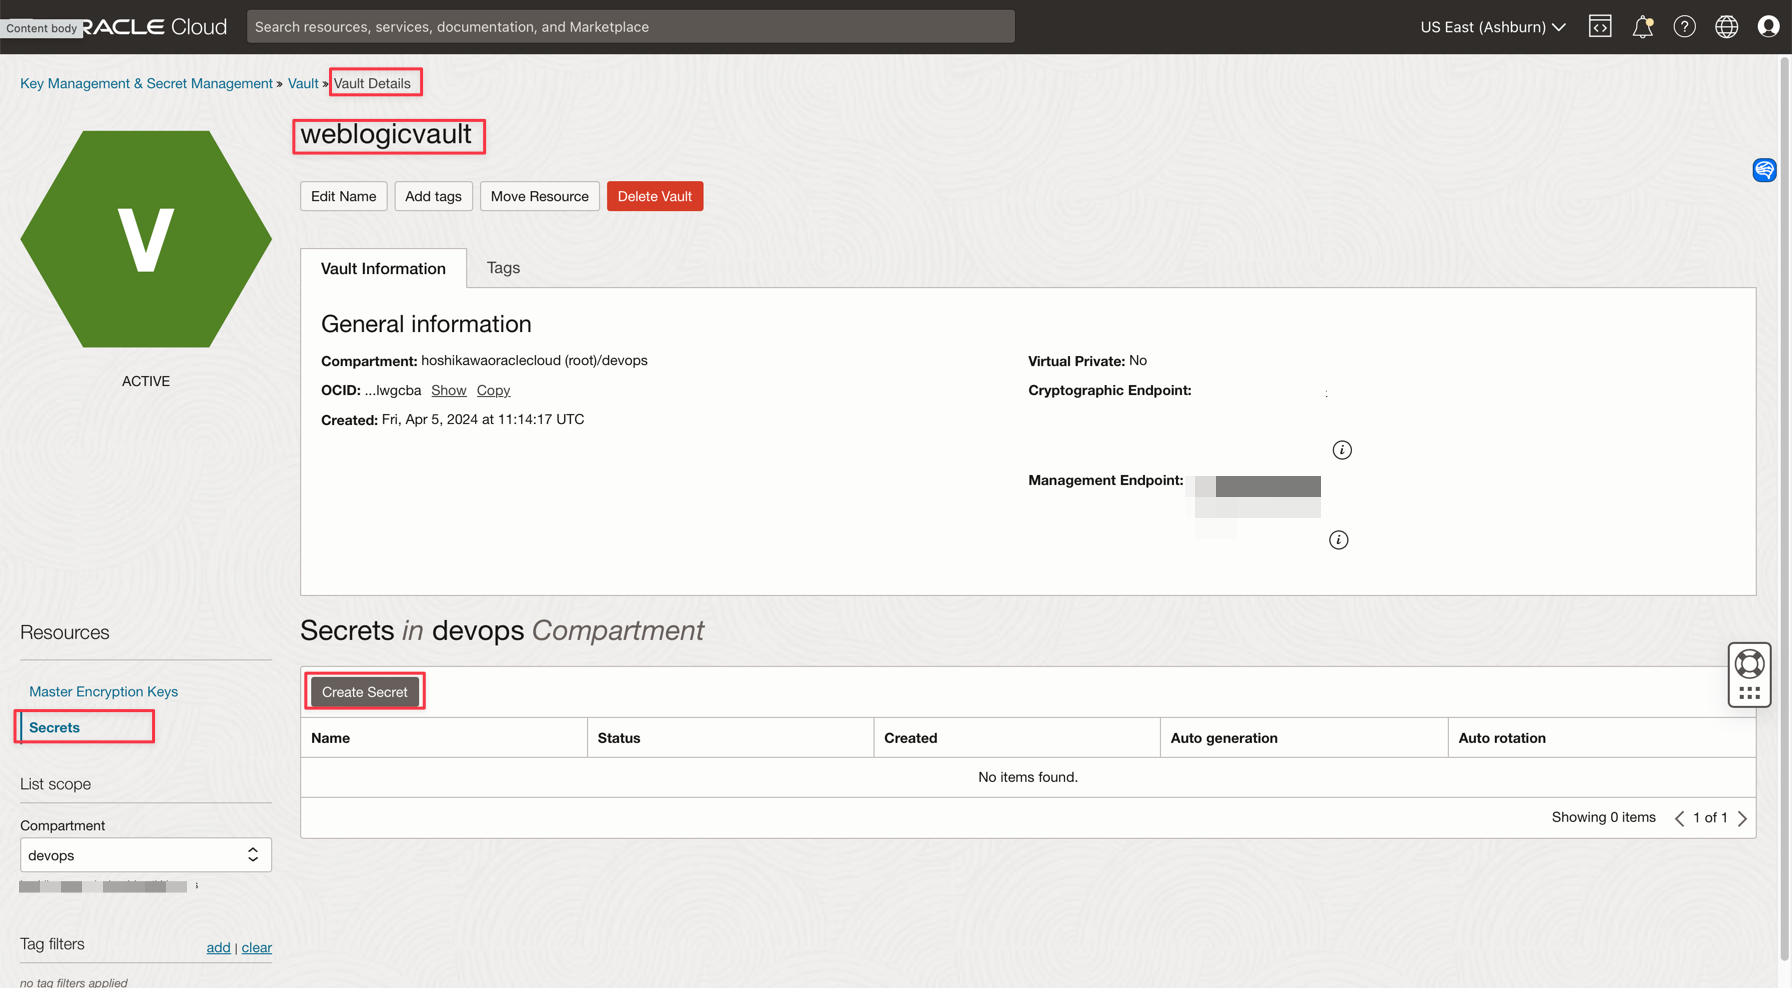 Content body
RACLE Cloud
Search resources, services, documentation, and Marketplace
US East (Ashburn)
Key Management & Secret Management » Vault » Vault Details
weblogicvault
Edit Name
Add tags
Move Resource
Delete Vault
V
ACTIVE
Vault Information
Tags
General information
Compartment: hoshikawaoraclecloud (root)/devops
OCID: ...lwgcba Show Copy
Created: Fri, Apr 5, 2024 at 11:14:17 UTC
Virtual Private: No
Cryptographic Endpoint:
Management Endpoint:
Resources
Master Encryption Keys
Secrets
List scope
Compartment
devops
Tag filters
add | clear
no tag filters applied
Secrets in devops Compartment
Create Secret
Name
Status
Created
Auto generation
Auto rotation
No items found.
Showing 0 items
1 of 1